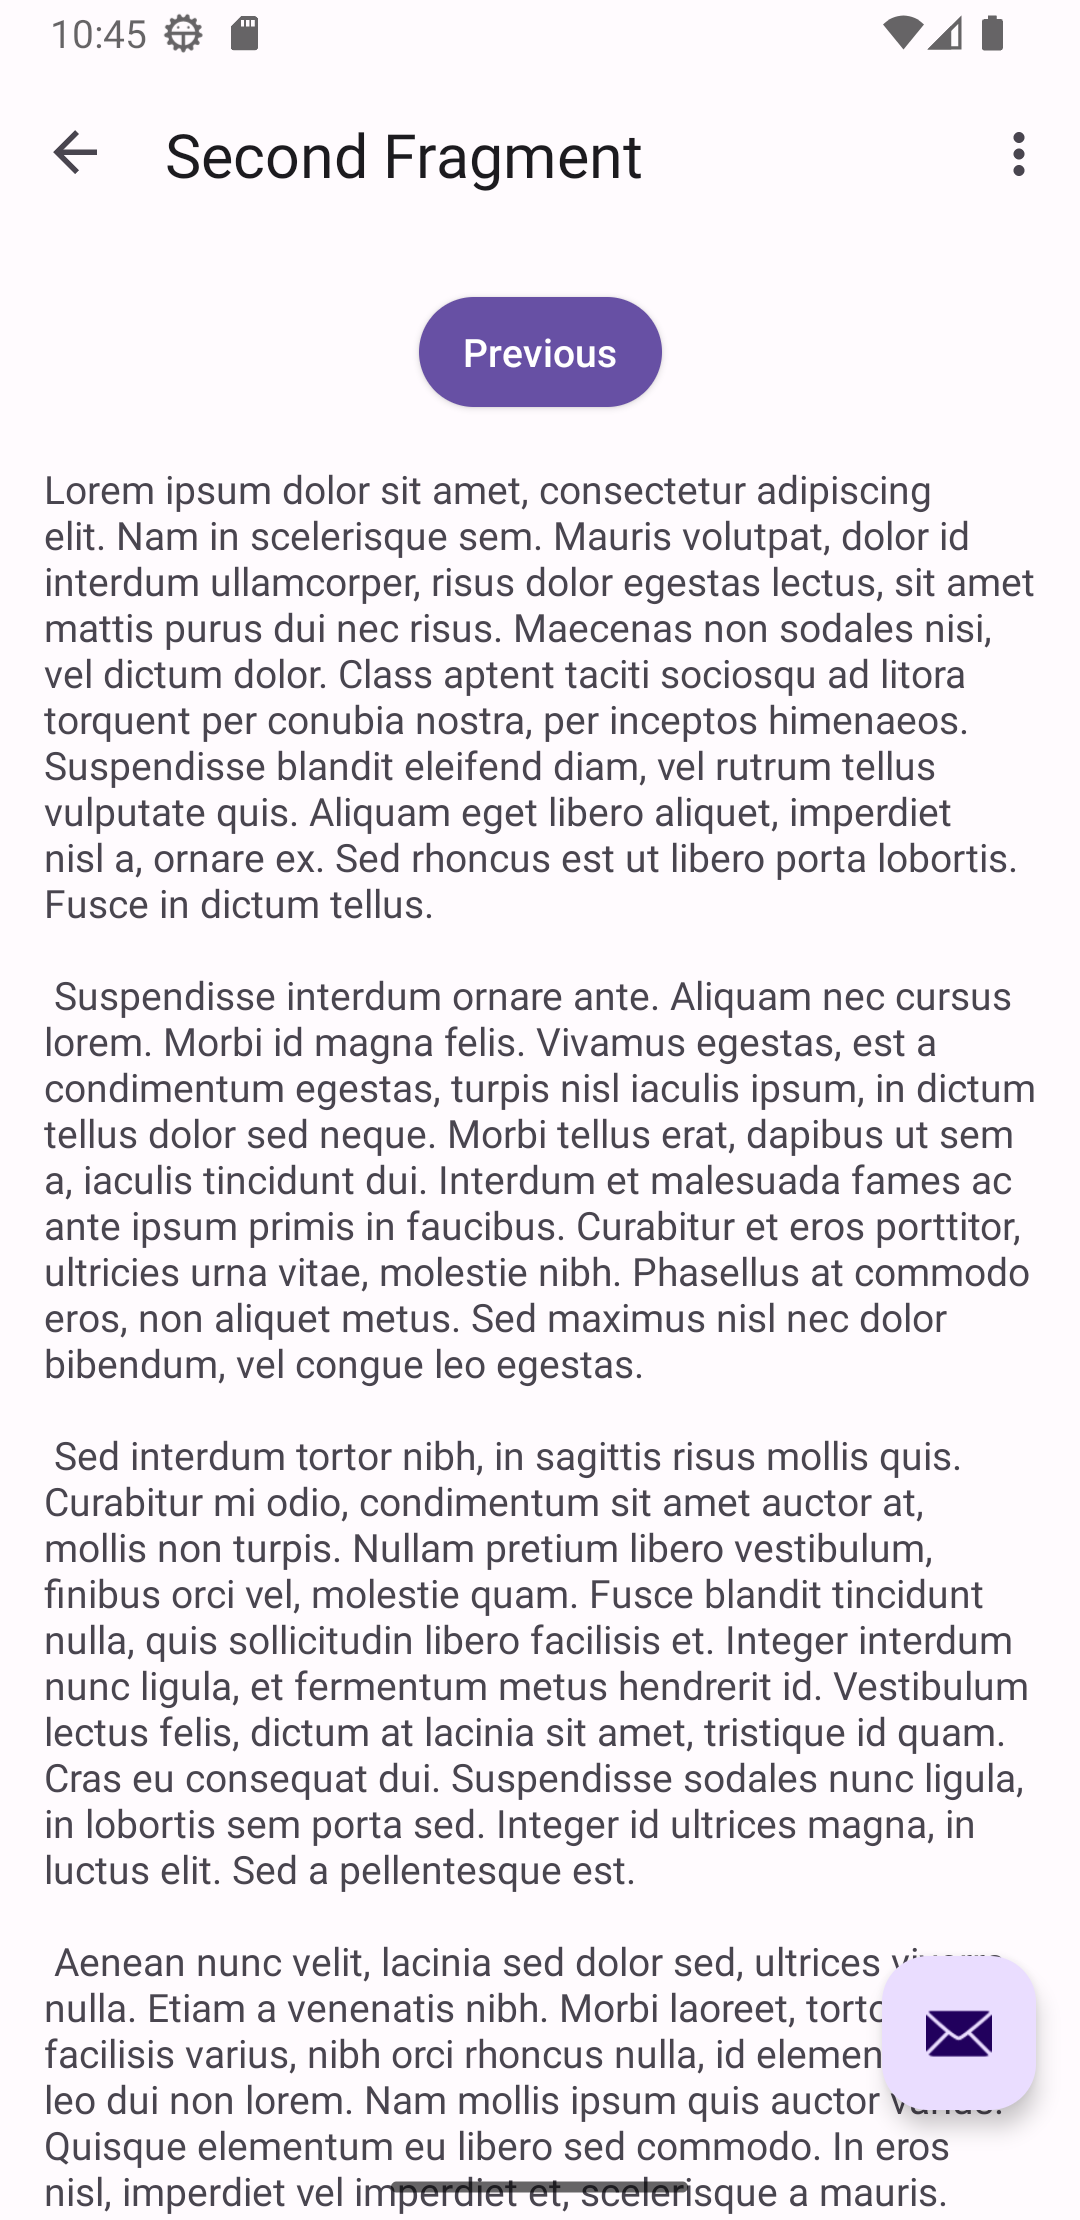 10:45
Second Fragment
Previous
Lorem ipsum dolor sit amet, consectetur adipiscing
elit. Nam in scelerisque sem. Mauris volutpat, dolor id
interdum ullamcorper, risus dolor egestas lectus, sit amet
mattis purus dui nec risus. Maecenas non sodales nisi,
vel dictum dolor. Class aptent taciti sociosqu ad litora
torquent per conubia nostra, per inceptos himenaeos.
Suspendisse blandit eleifend diam, vel rutrum tellus
vulputate quis. Aliquam eget libero aliquet, imperdiet
nisl a, ornare ex. Sed rhoncus est ut libero porta lobortis.
Fusce in dictum tellus.
Suspendisse interdum ornare ante. Aliquam nec cursus
lorem. Morbi id magna felis. Vivamus egestas, est a
condimentum egestas, turpis nisl iaculis ipsum, in dictum
tellus dolor sed neque. Morbi tellus erat, dapibus ut sem
a, iaculis tincidunt dui. Interdum et malesuada fames ac
ante ipsum primis in faucibus. Curabitur et eros porttitor,
ultricies urna vitae, molestie nibh. Phasellus at commodo
eros, non aliquet metus. Sed maximus nisl nec dolor
bibendum, vel congue leo egestas.
Sed interdum tortor nibh, in sagittis risus mollis quis.
Curabitur mi odio, condimentum sit amet auctor at,
mollis non turpis. Nullam pretium libero vestibulum,
finibus orci vel, molestie quam. Fusce blandit tincidunt
nulla, quis sollicitudin libero facilisis et. Integer interdum
nunc ligula, et fermentum metus hendrerit id. Vestibulum
lectus felis, dictum at lacinia sit amet, tristique id quam.
Cras eu consequat dui. Suspendisse sodales nunc ligula,
in lobortis sem porta sed. Integer id ultrices magna, in
luctus elit. Sed a pellentesque est.
Aenean nunc velit, lacinia sed dolor sed, ultrices
nulla. Etiam a venenatis nibh. Morbi laoreet,
facilisis varius, nibh orci rhoncus nulla, id
leo dui non lorem. Nam mollis ipsum quis auctor
Quisque elementum eu libero sed commodo. In eros
nisl, imperdiet vel imperdiet et, scelerisque a mauris.